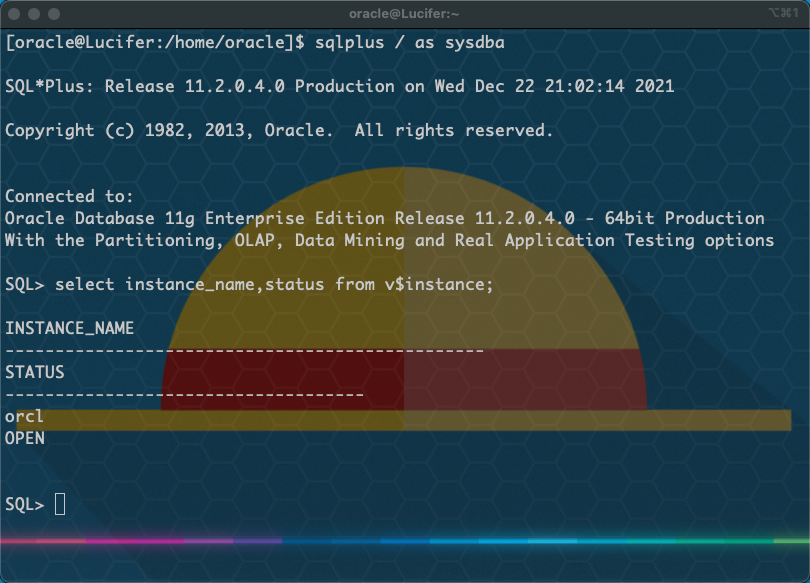 oracle@Lucifer:~
⌥⌘1
[oracle@Lucifer:/home/oracle]$ sqlplus / as sysdba
SQL*Plus: Release 11.2.0.4.0 Production on Wed Dec 22 21:02:14 2021
Copyright (c) 1982, 2013, Oracle.  All rights reserved.
Connected to:
Oracle Database 11g Enterprise Edition Release 11.2.0.4.0 - 64bit Production
With the Partitioning, OLAP, Data Mining and Real Application Testing options
SQL> select instance_name,status from v$instance;
INSTANCE_NAME
------------------------------------------------
STATUS
------------------------------------
orcl
OPEN
SQL>